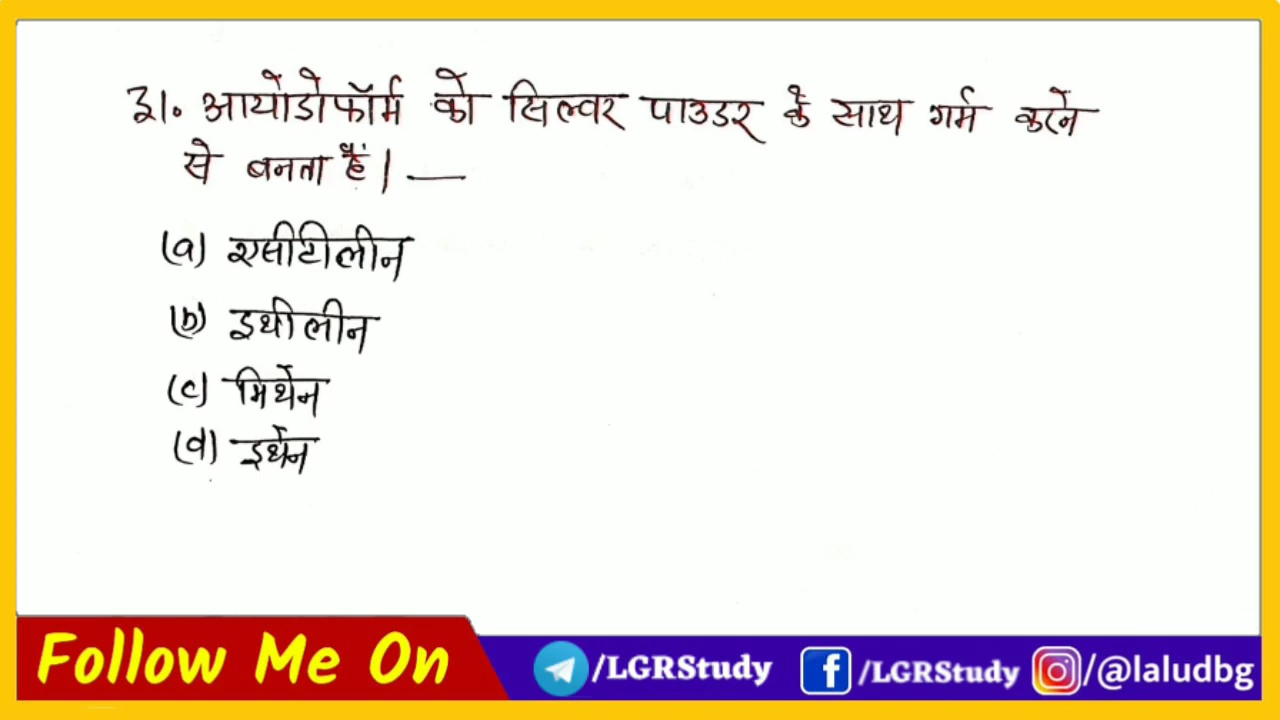 31. आयोडोफॉर्म को सिल्वर पाउडर के साथ गर्म करने
से बनता है। —
(a) एसीटीलीन
(b) इथीलीन
(c) मिथेन
(d) इथेन
Follow Me On
/LGRStudy
/LGRStudy
/@laludbg